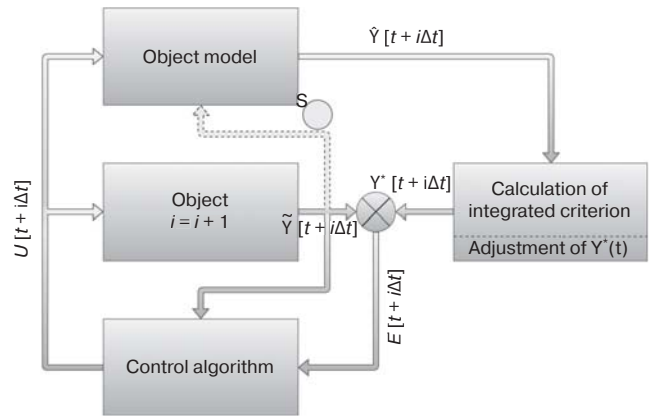 Object model
Ŷ [t + iΔt]
S
U [t + iΔt]
Object
i = i + 1
Ỹ [t + iΔt]
Y* [t + iΔt]
Calculation of
integrated criterion
Adjustment of Y*(t)
E [t + iΔt]
Control algorithm